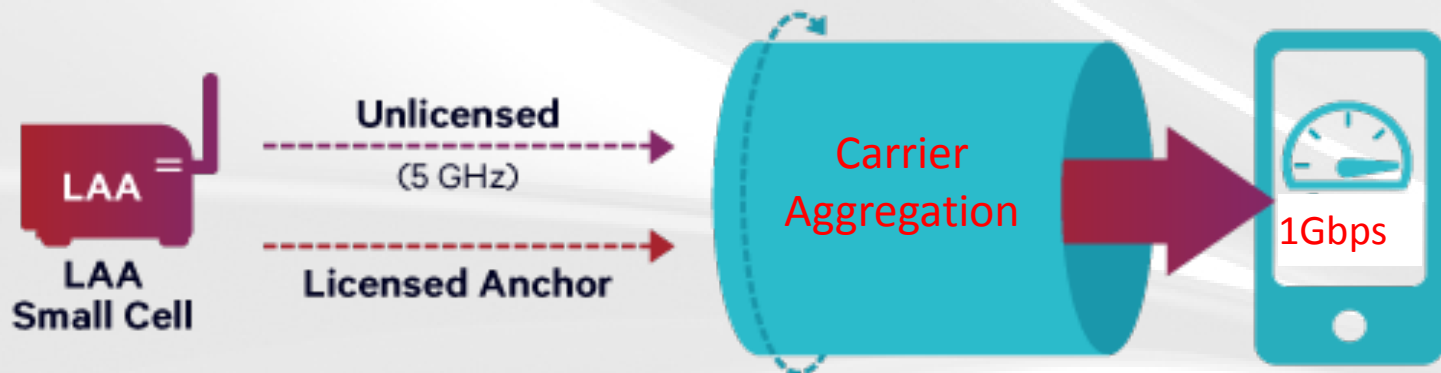 LAA
LAA
Small Cell
Unlicensed
(5 GHz)
Licensed Anchor
Carrier
Aggregation
1Gbps